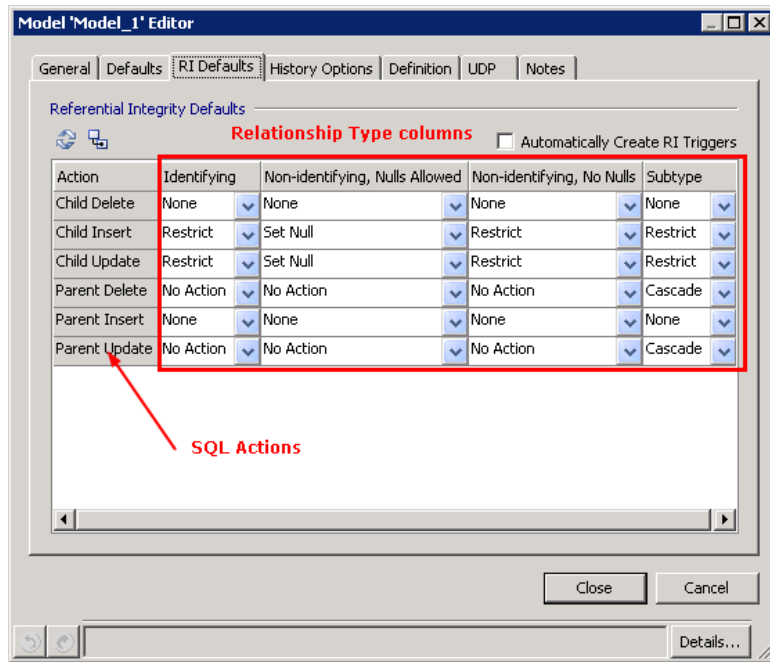 Model 'Model_1' Editor
General Defaults RI Defaults History Options Definition UDP Notes
Referential Integrity Defaults
Relationship Type columns Automatically Create RI Triggers
Action Identifying Non-identifying, Nulls Allowed Non-identifying, No Nulls Subtype
Child Delete None None None None
Child Insert Restrict Set Null Restrict Restrict
Child Update Restrict Set Null Restrict Restrict
Parent Delete No Action No Action No Action Cascade
Parent Insert None None None None
Parent Update No Action No Action No Action Cascade
SQL Actions
Close Cancel
Details...